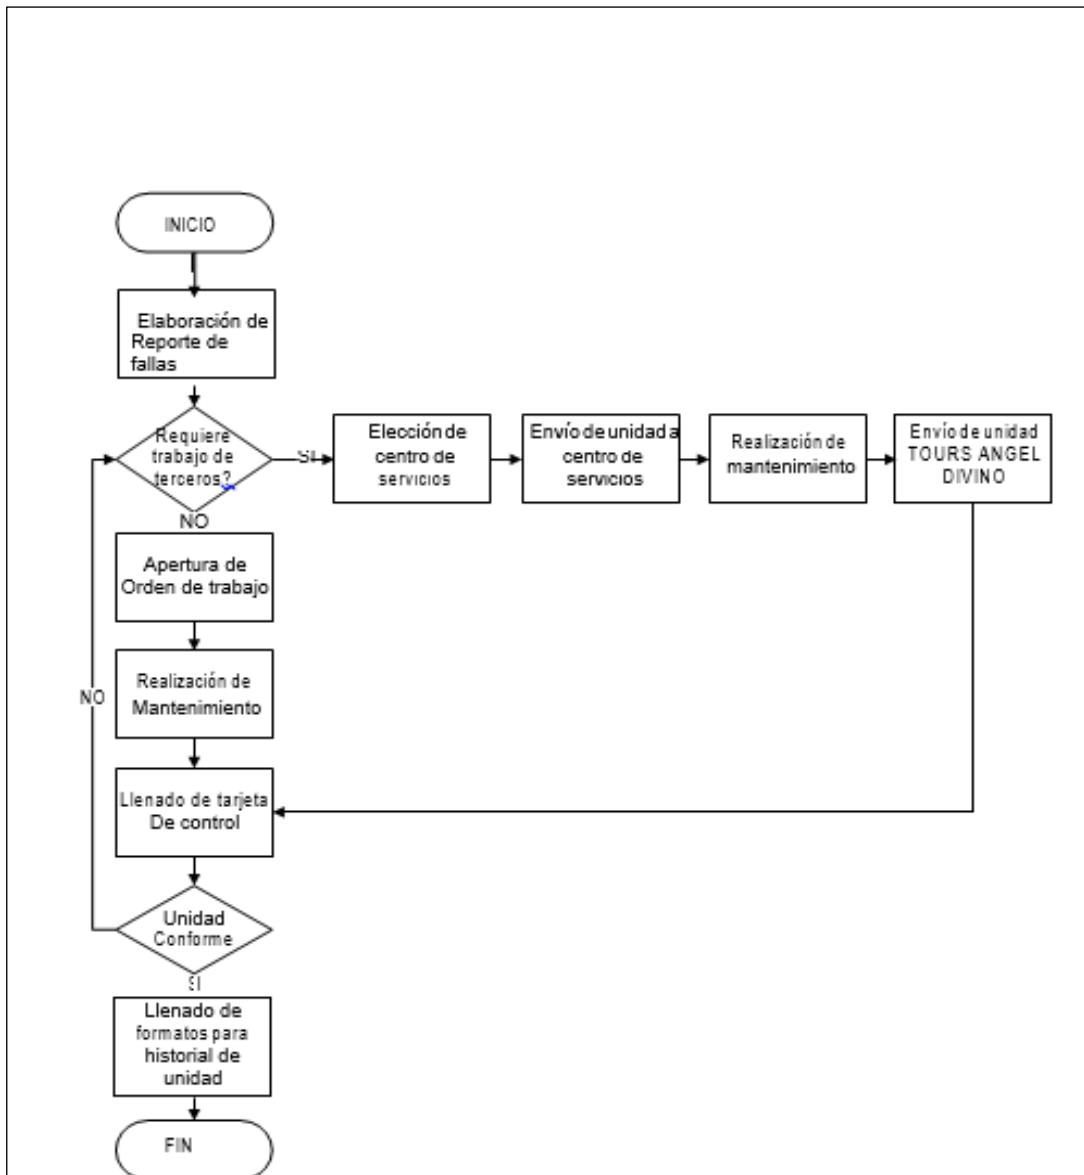 INICIO
Elaboración de
Reporte de
fallas
Requiere
trabajo de
terceros?
SI
Elección de
centro de
servicios
Envío de unidad a
centro de
servicios
Realización de
mantenimiento
Envío de unidad
TOURS ANGEL
DIVINO
NO
Apertura de
Orden de trabajo
Realización de
Mantenimiento
NO
Llenado de tarjeta
De control
Unidad
Conforme
SI
Llenado de
formatos para
historial de
unidad
FIN